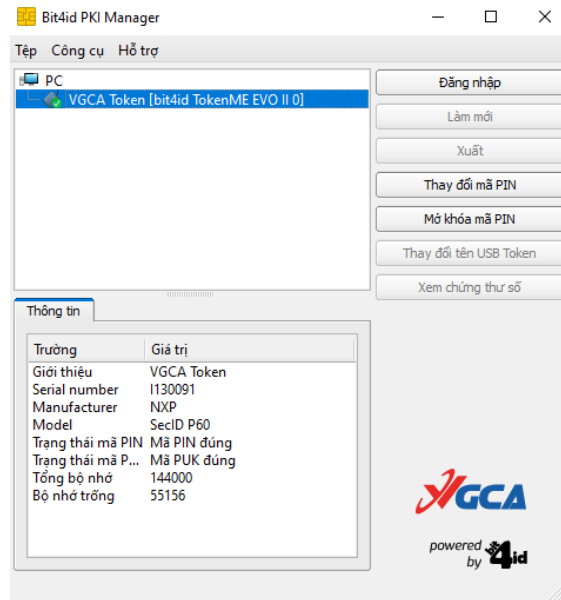 Bit4id PKI Manager
Tệp Công cụ Hỗ trợ
PC
VGCA Token [bit4id TokenME EVO II 0]
Đăng nhập
Làm mới
Xuất
Thay đổi mã PIN
Mở khóa mã PIN
Thay đổi tên USB Token
Xem chứng thư số
Thông tin
Trường Giá trị
Giới thiệu VGCA Token
Serial number I130091
Manufacturer NXP
Model SecID P60
Trạng thái mã PIN Mã PIN đúng
Trạng thái mã P... Mã PUK đúng
Tổng bộ nhớ 144000
Bộ nhớ trống 55156
VGCA
powered
by 4id